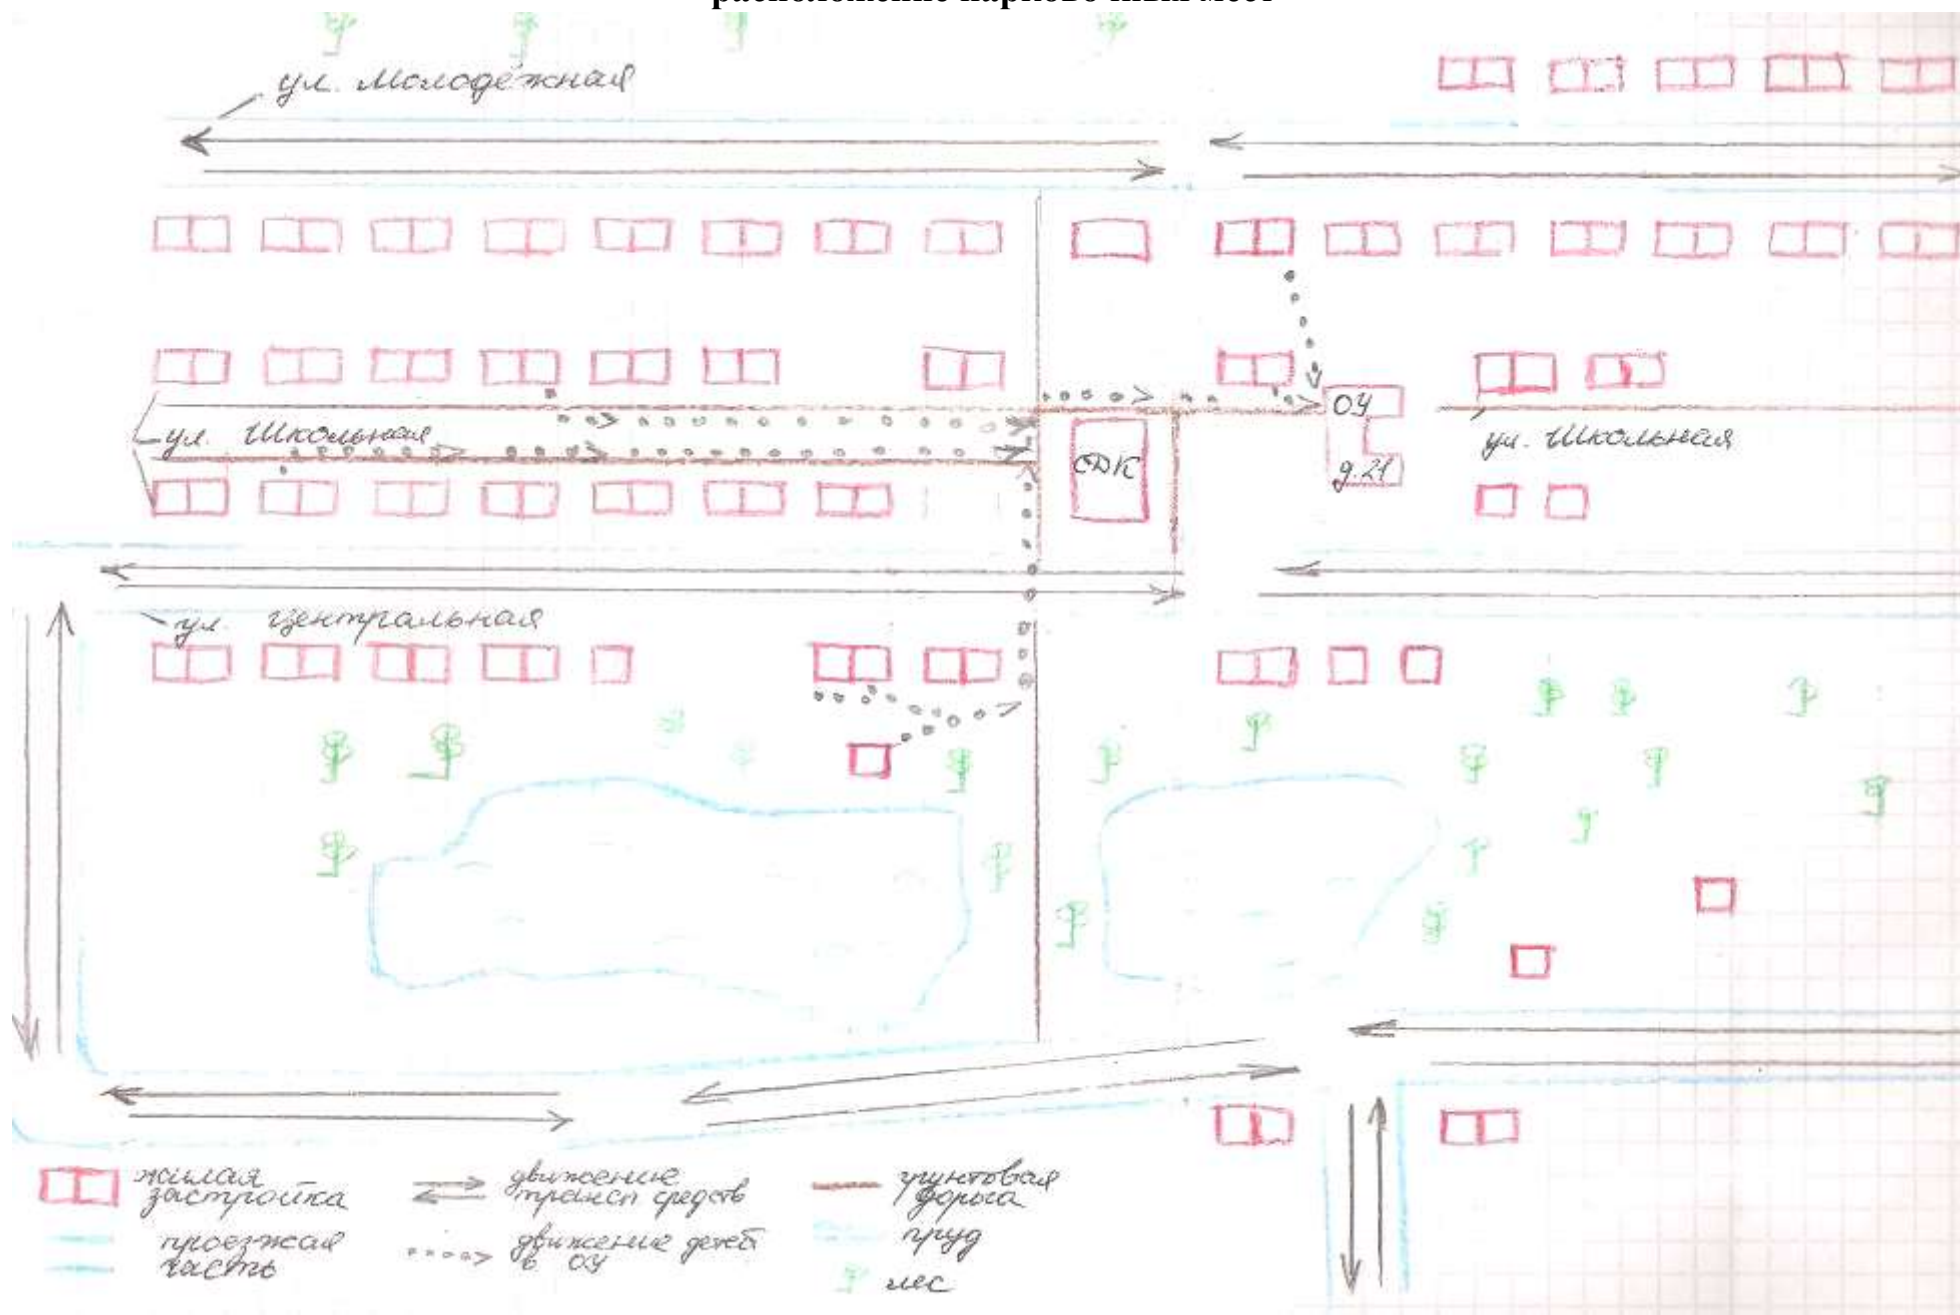 расположение парковочных мест
ул. Молодёжная
ул. Школьная
ОУ
д.21
СДК
ул. Школьная
ул. Центральная
жилая
застройка
движение
трансп средств
грунтовая
дорога
проезжая
часть
движение детей
в ОУ
пруд
лес